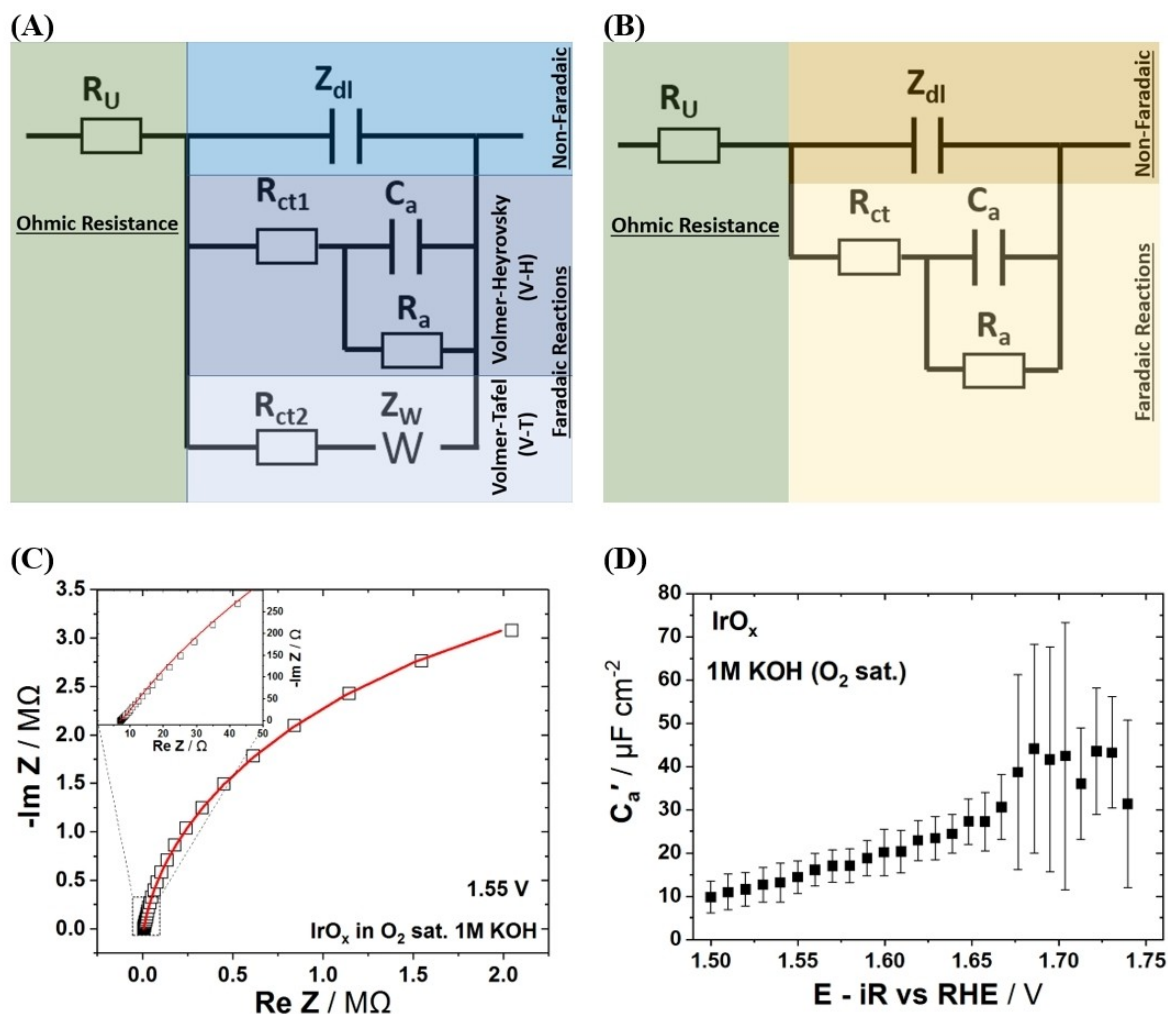 (A)
R_U
Z_dl
Non-Faradaic
Ohmic Resistance
R_ct1
C_a
R_a
Volmer-Heyrovsky
(V-H)
R_ct2
Z_W
W
Volmer-Tafel
(V-T)
Faradaic Reactions
(B)
R_U
Z_dl
Non-Faradaic
Ohmic Resistance
R_ct
C_a
R_a
Faradaic Reactions
(C)
3.5
3.0
2.5
2.0
1.5
1.0
0.5
0.0
-Im Z / MΩ
250
200
150
100
50
0
-Im Z / Ω
10 20 30 40 50
Re Z / Ω
1.55 V
IrOₓ in O₂ sat. 1M KOH
0.0 0.5 1.0 1.5 2.0
Re Z / MΩ
(D)
80
70
60
50
40
30
20
10
0
C_a′ / µF cm⁻²
IrOₓ
1M KOH (O₂ sat.)
1.50 1.55 1.60 1.65 1.70 1.75
E - iR vs RHE / V